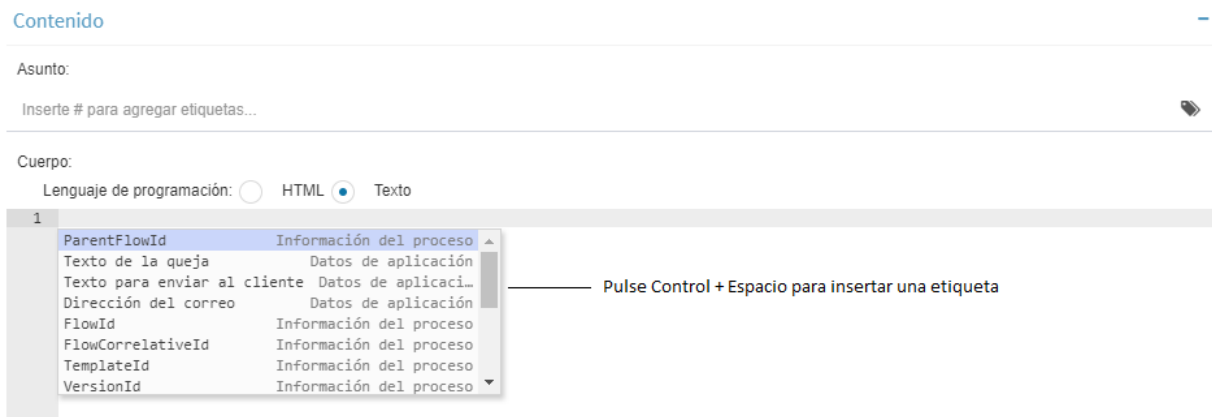 Contenido
Asunto:
Inserte # para agregar etiquetas...
Cuerpo:
Lenguaje de programación: HTML Texto
1
ParentFlowId Información del proceso
Texto de la queja Datos de aplicación
Texto para enviar al cliente Datos de aplicaci…
Dirección del correo Datos de aplicación
FlowId Información del proceso
FlowCorrelativeId Información del proceso
TemplateId Información del proceso
VersionId Información del proceso
Pulse Control + Espacio para insertar una etiqueta